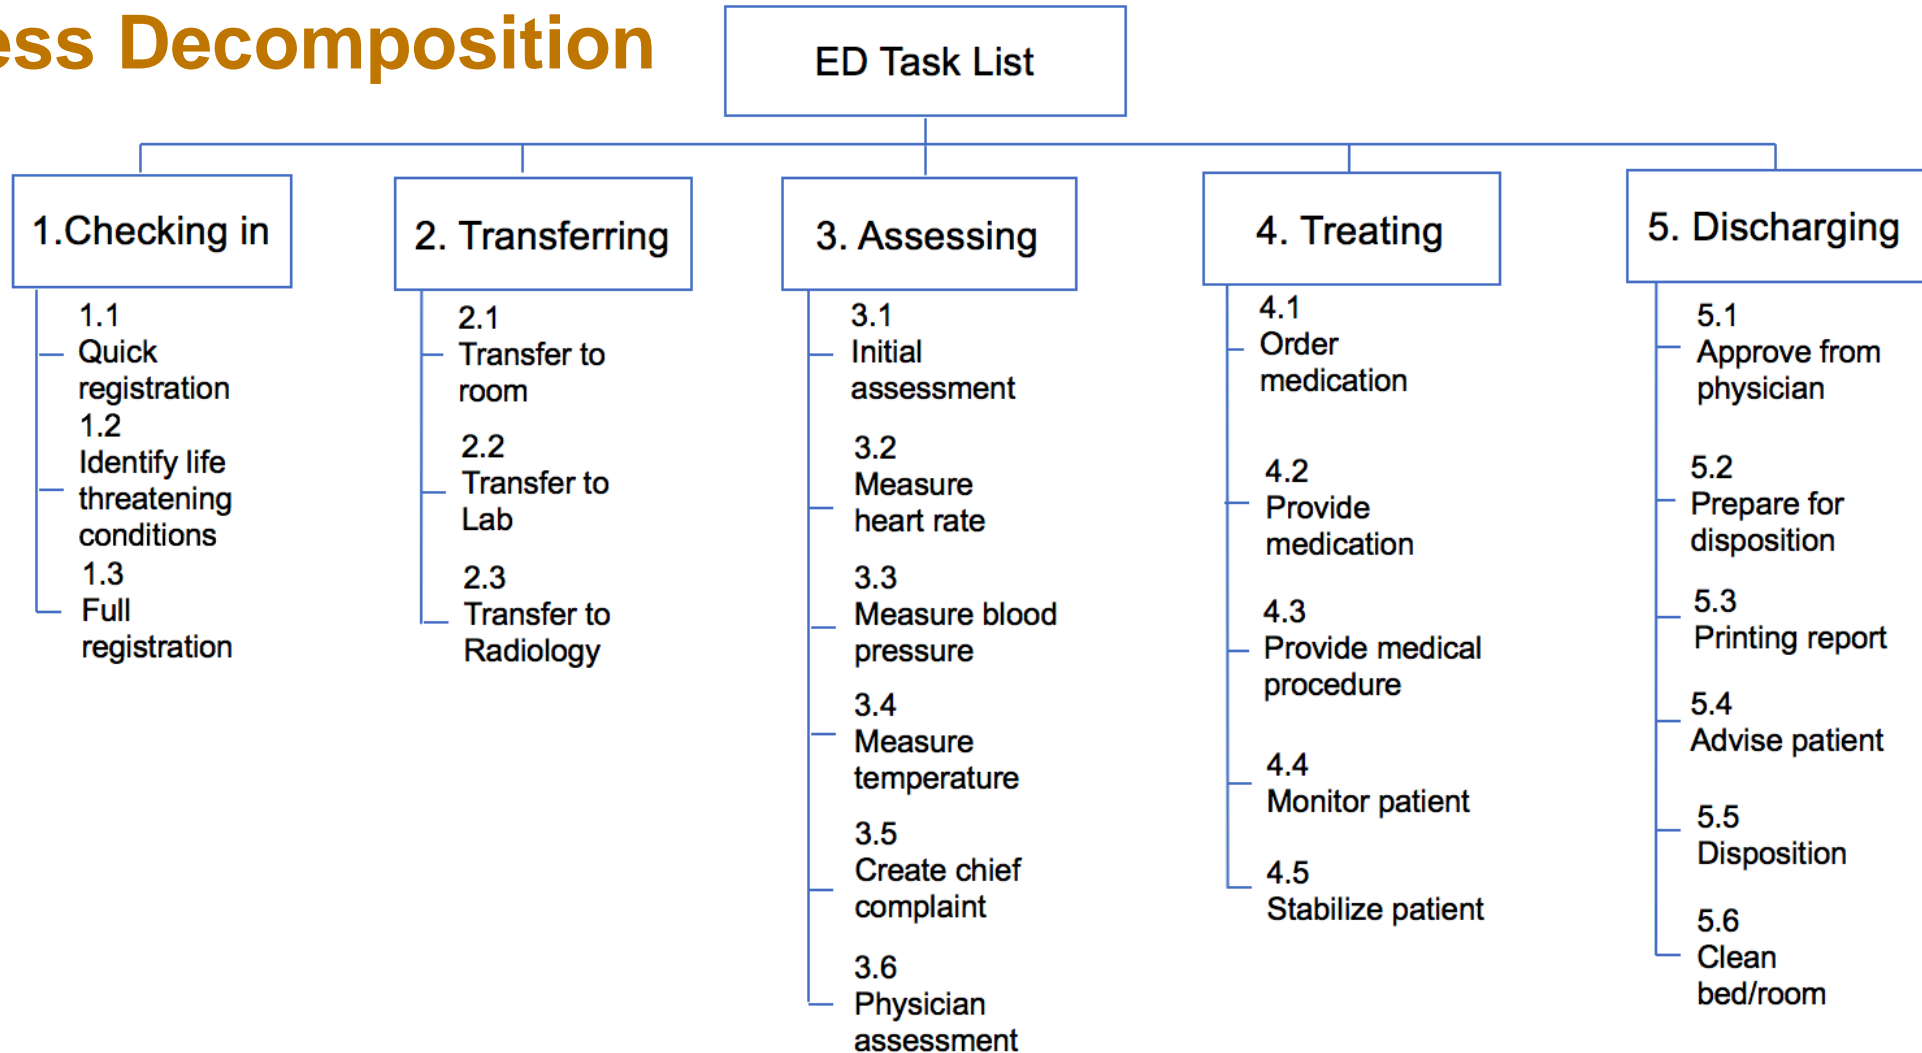 ess Decomposition
ED Task List
1.Checking in
1.1
Quick
registration
1.2
Identify life
threatening
conditions
1.3
Full
registration
2. Transferring
2.1
Transfer to
room
2.2
Transfer to
Lab
2.3
Transfer to
Radiology
3. Assessing
3.1
Initial
assessment
3.2
Measure
heart rate
3.3
Measure blood
pressure
3.4
Measure
temperature
3.5
Create chief
complaint
3.6
Physician
assessment
4. Treating
4.1
Order
medication
4.2
Provide
medication
4.3
Provide medical
procedure
4.4
Monitor patient
4.5
Stabilize patient
5. Discharging
5.1
Approve from
physician
5.2
Prepare for
disposition
5.3
Printing report
5.4
Advise patient
5.5
Disposition
5.6
Clean
bed/room